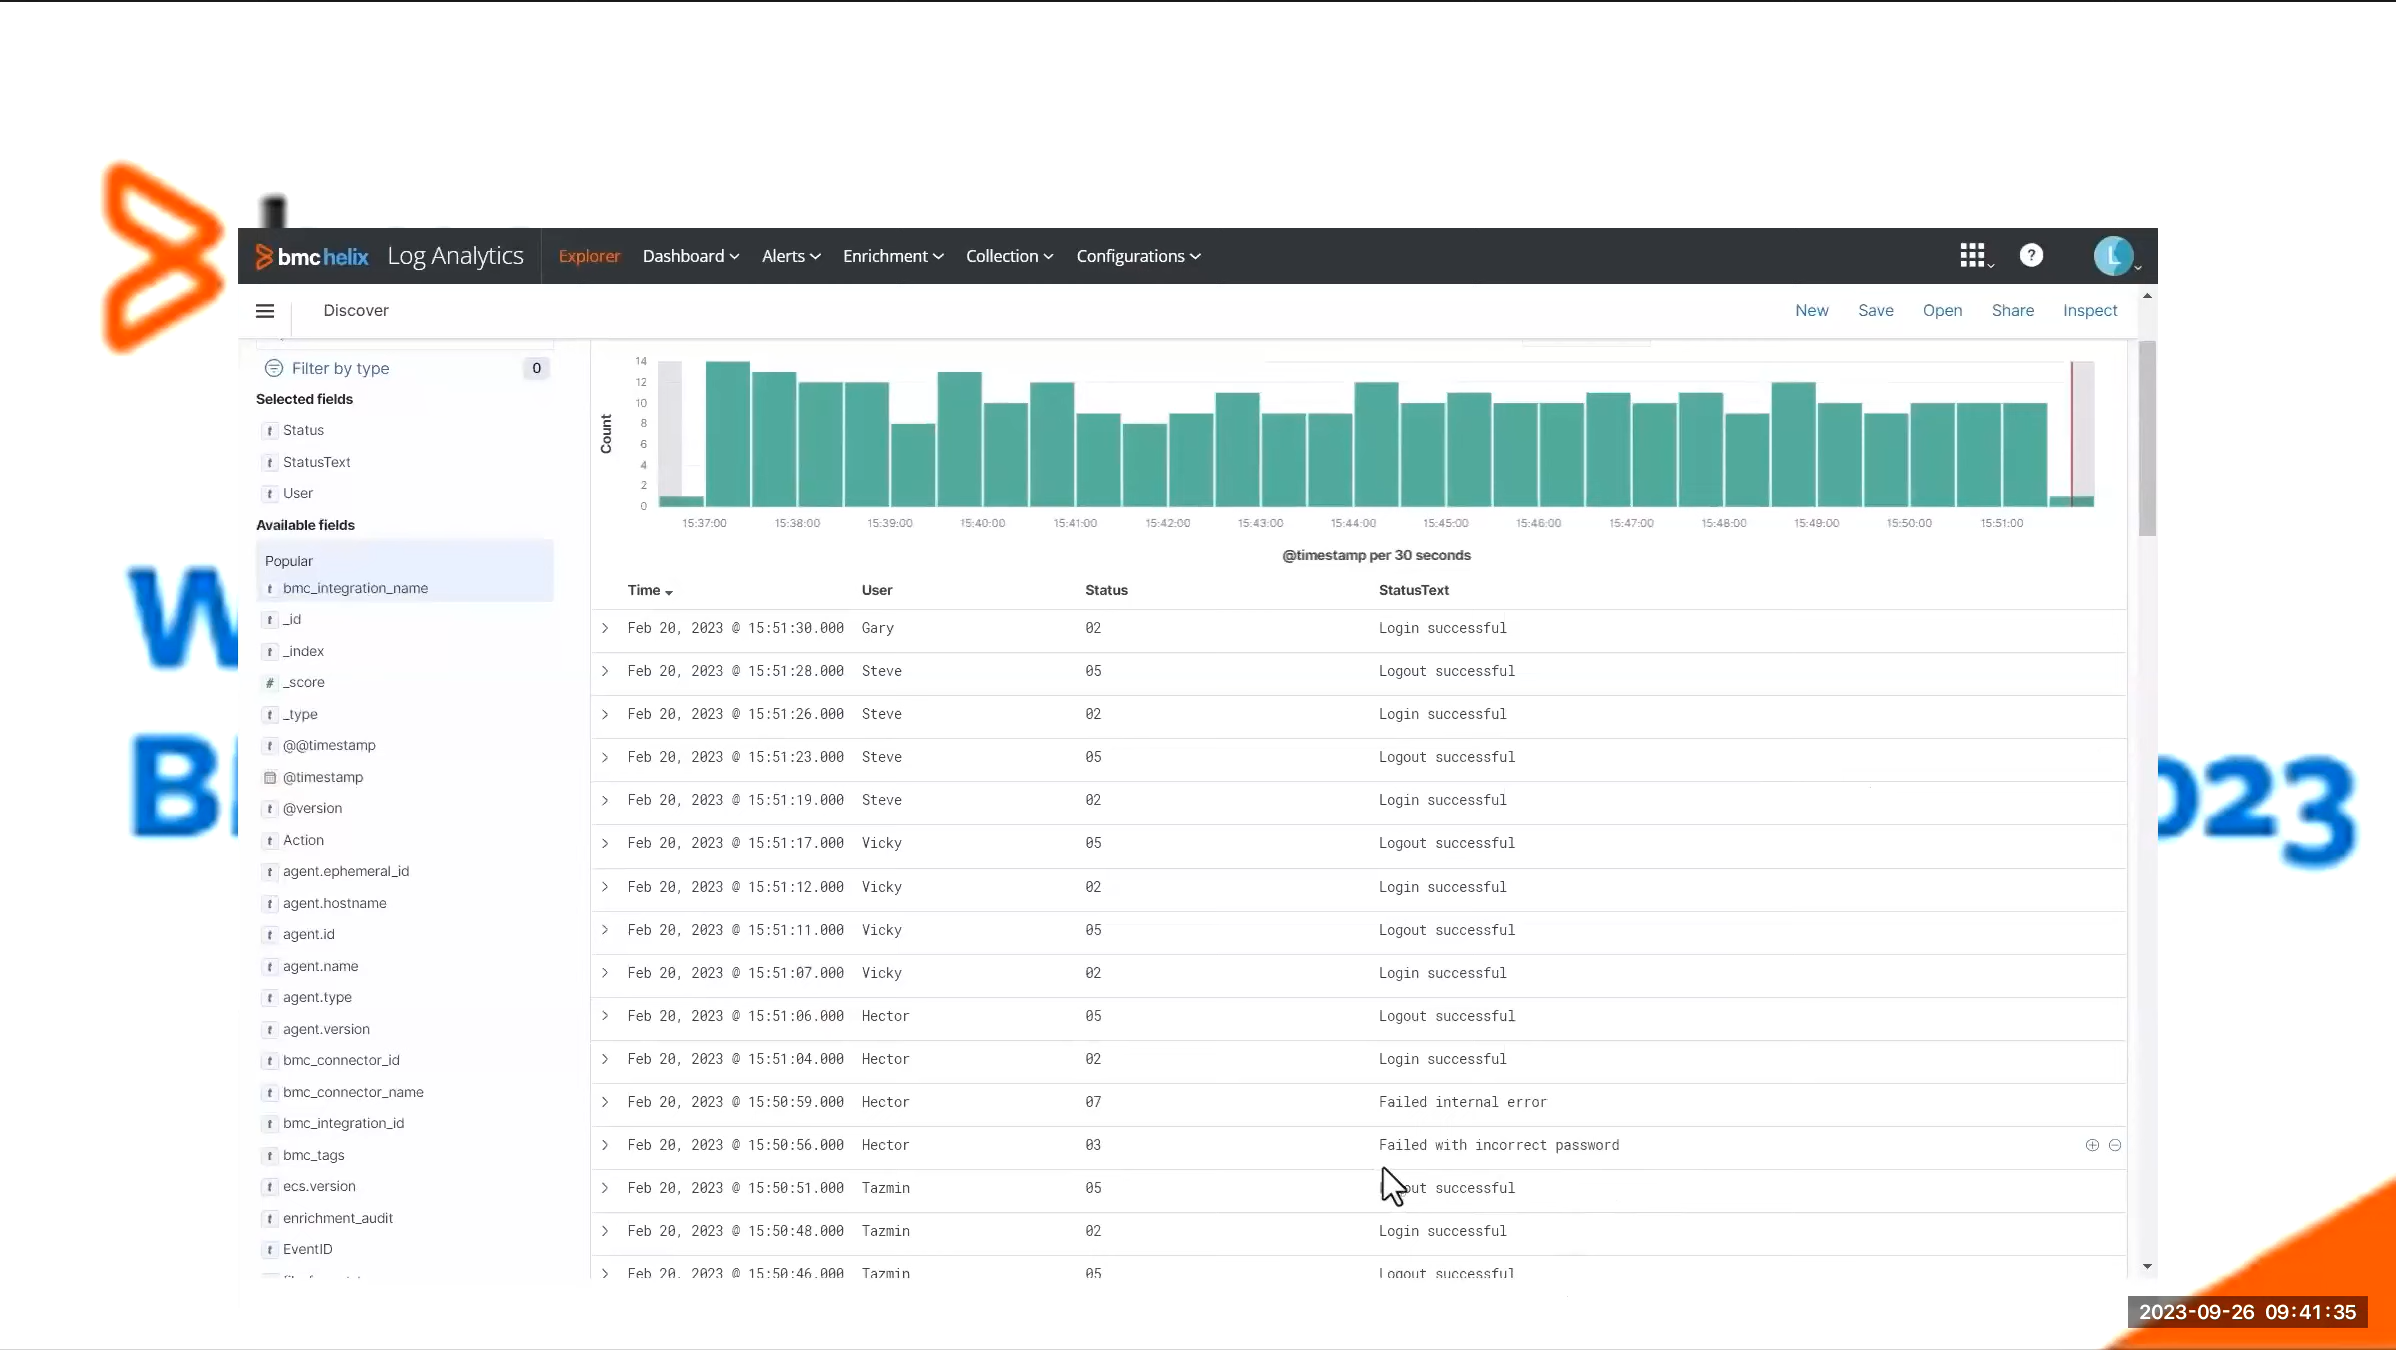 bmc helix Log Analytics Explorer Dashboard Alerts Enrichment Collection Configurations ? L
Discover New Save Open Share Inspect
Filter by type 0
Selected fields
t Status
t StatusText
t User
Available fields
Popular
t bmc_integration_name
t _id
t _index
# _score
t _type
t @@timestamp
@timestamp
t @version
t Action
t agent.ephemeral_id
t agent.hostname
t agent.id
t agent.name
t agent.type
t agent.version
t bmc_connector_id
t bmc_connector_name
t bmc_integration_id
t bmc_tags
t ecs.version
t enrichment_audit
t EventID
Count
14
12
10
8
6
4
2
0
15:37:00 15:38:00 15:39:00 15:40:00 15:41:00 15:42:00 15:43:00 15:44:00 15:45:00 15:46:00 15:47:00 15:48:00 15:49:00 15:50:00 15:51:00
@timestamp per 30 seconds
Time User Status StatusText
Feb 20, 2023 @ 15:51:30.000 Gary 02 Login successful
Feb 20, 2023 @ 15:51:28.000 Steve 05 Logout successful
Feb 20, 2023 @ 15:51:26.000 Steve 02 Login successful
Feb 20, 2023 @ 15:51:23.000 Steve 05 Logout successful
Feb 20, 2023 @ 15:51:19.000 Steve 02 Login successful
Feb 20, 2023 @ 15:51:17.000 Vicky 05 Logout successful
Feb 20, 2023 @ 15:51:12.000 Vicky 02 Login successful
Feb 20, 2023 @ 15:51:11.000 Vicky 05 Logout successful
Feb 20, 2023 @ 15:51:07.000 Vicky 02 Login successful
Feb 20, 2023 @ 15:51:06.000 Hector 05 Logout successful
Feb 20, 2023 @ 15:51:04.000 Hector 02 Login successful
Feb 20, 2023 @ 15:50:59.000 Hector 07 Failed internal error
Feb 20, 2023 @ 15:50:56.000 Hector 03 Failed with incorrect password
Feb 20, 2023 @ 15:50:51.000 Tazmin 05 out successful
Feb 20, 2023 @ 15:50:48.000 Tazmin 02 Login successful
Feb 20, 2023 @ 15:50:46.000 Tazmin 05 Logout successful
W
B 023
2023-09-26 09:41:35